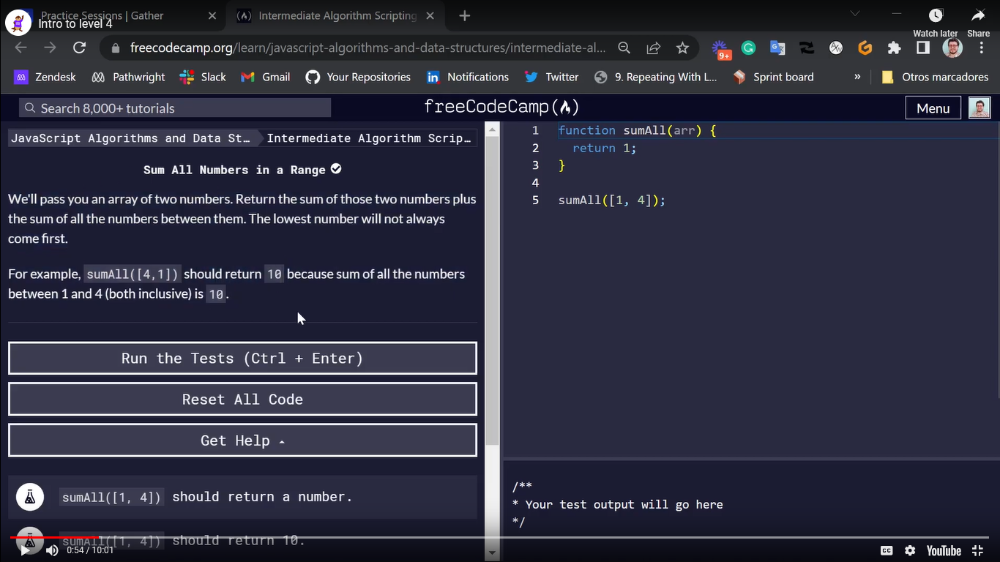 Practice Sessions | Gather
Intermediate Algorithm Scripting
Intro to level 4
Watch later
Share
freecodecamp.org/learn/javascript-algorithms-and-data-structures/intermediate-al...
9+
Zendesk
Pathwright
Slack
Gmail
Your Repositories
Notifications
Twitter
9. Repeating With L...
Sprint board
»
Otros marcadores
Search 8,000+ tutorials
freeCodeCamp
Menu
JavaScript Algorithms and Data St…
Intermediate Algorithm Scrip…
Sum All Numbers in a Range
We'll pass you an array of two numbers. Return the sum of those two numbers plus
the sum of all the numbers between them. The lowest number will not always
come first.
For example, sumAll([4,1]) should return 10 because sum of all the numbers
between 1 and 4 (both inclusive) is 10.
Run the Tests (Ctrl + Enter)
Reset All Code
Get Help
sumAll([1, 4]) should return a number.
sumAll([1, 4]) should return 10.
1 function sumAll(arr) {
2 return 1;
3 }
4
5 sumAll([1, 4]);
/**
* Your test output will go here
*/
0:54 / 10:01
CC
YouTube